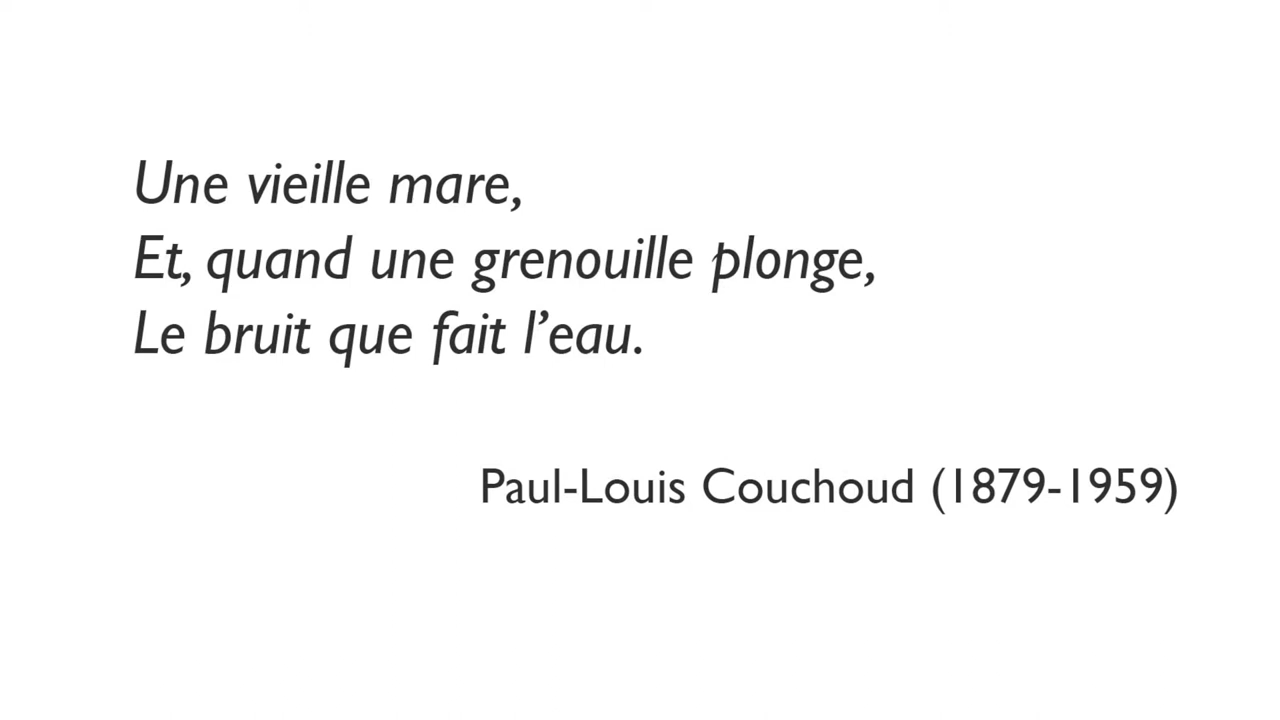 Une vieille mare,
Et, quand une grenouille plonge,
Le bruit que fait l’eau.
Paul-Louis Couchoud (1879-1959)